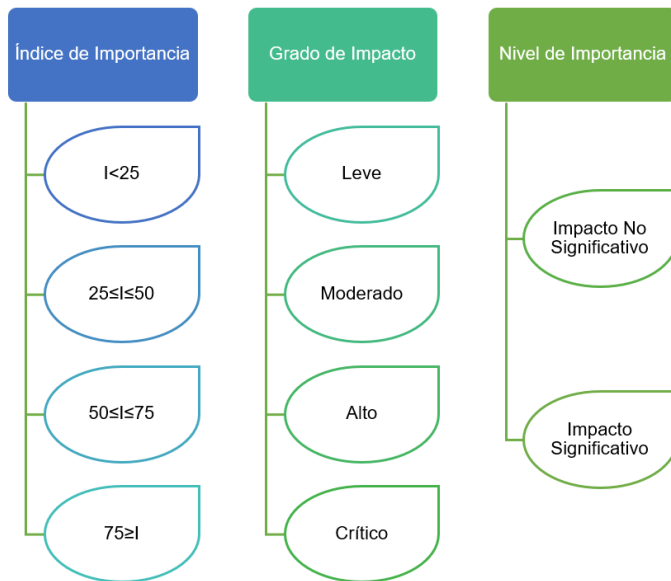 Índice de Importancia
I<25
25≤I≤50
50≤I≤75
75≥I
Grado de Impacto
Leve
Moderado
Alto
Crítico
Nivel de Importancia
Impacto No
Significativo
Impacto
Significativo